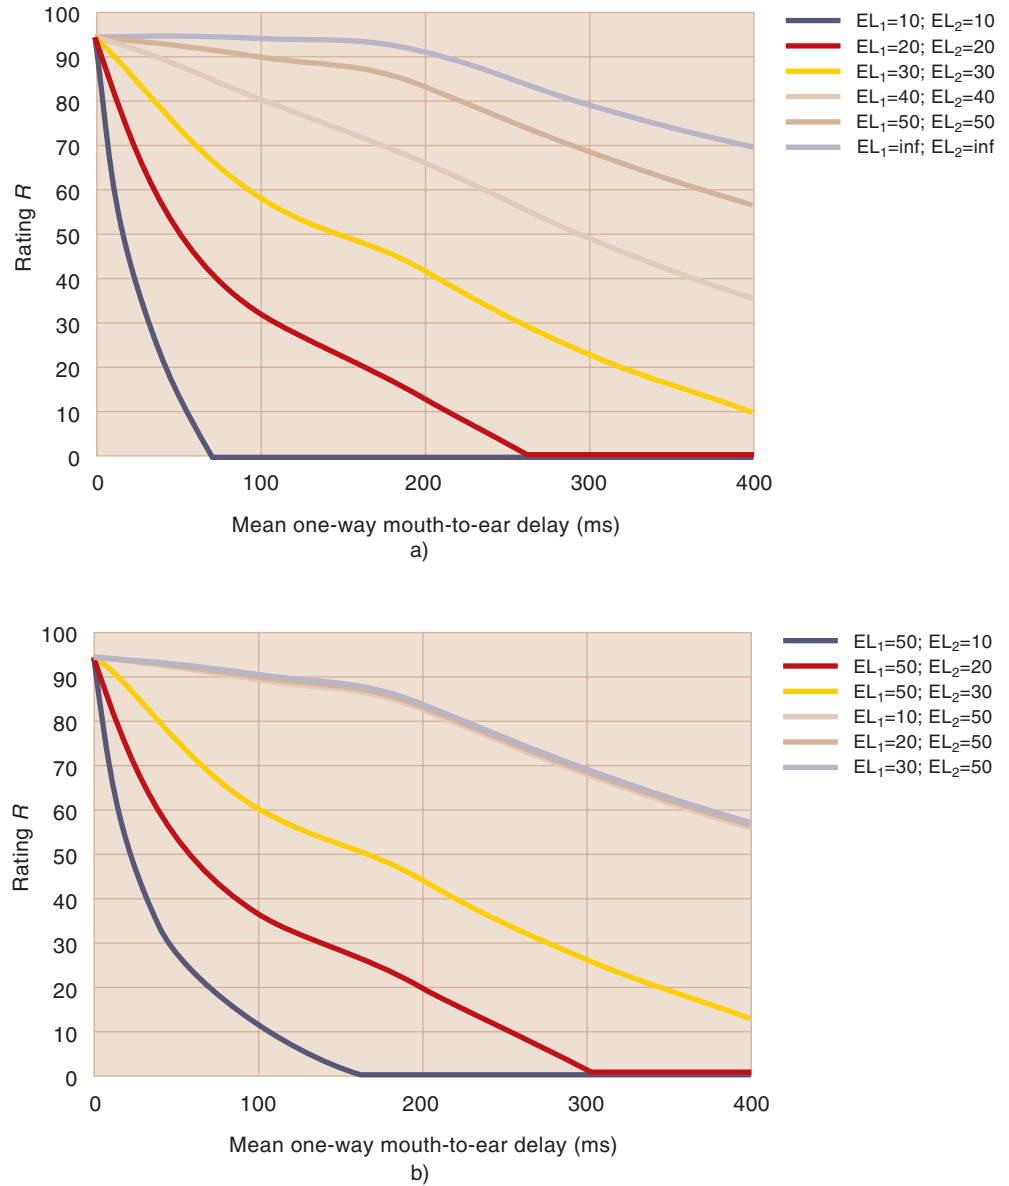 100
90
80
70
60
50
40
30
20
10
0
Rating R
0 100 200 300 400
Mean one-way mouth-to-ear delay (ms)
a)
EL₁=10; EL₂=10
EL₁=20; EL₂=20
EL₁=30; EL₂=30
EL₁=40; EL₂=40
EL₁=50; EL₂=50
EL₁=inf; EL₂=inf
100
90
80
70
60
50
40
30
20
10
0
Rating R
0 100 200 300 400
Mean one-way mouth-to-ear delay (ms)
b)
EL₁=50; EL₂=10
EL₁=50; EL₂=20
EL₁=50; EL₂=30
EL₁=10; EL₂=50
EL₁=20; EL₂=50
EL₁=30; EL₂=50